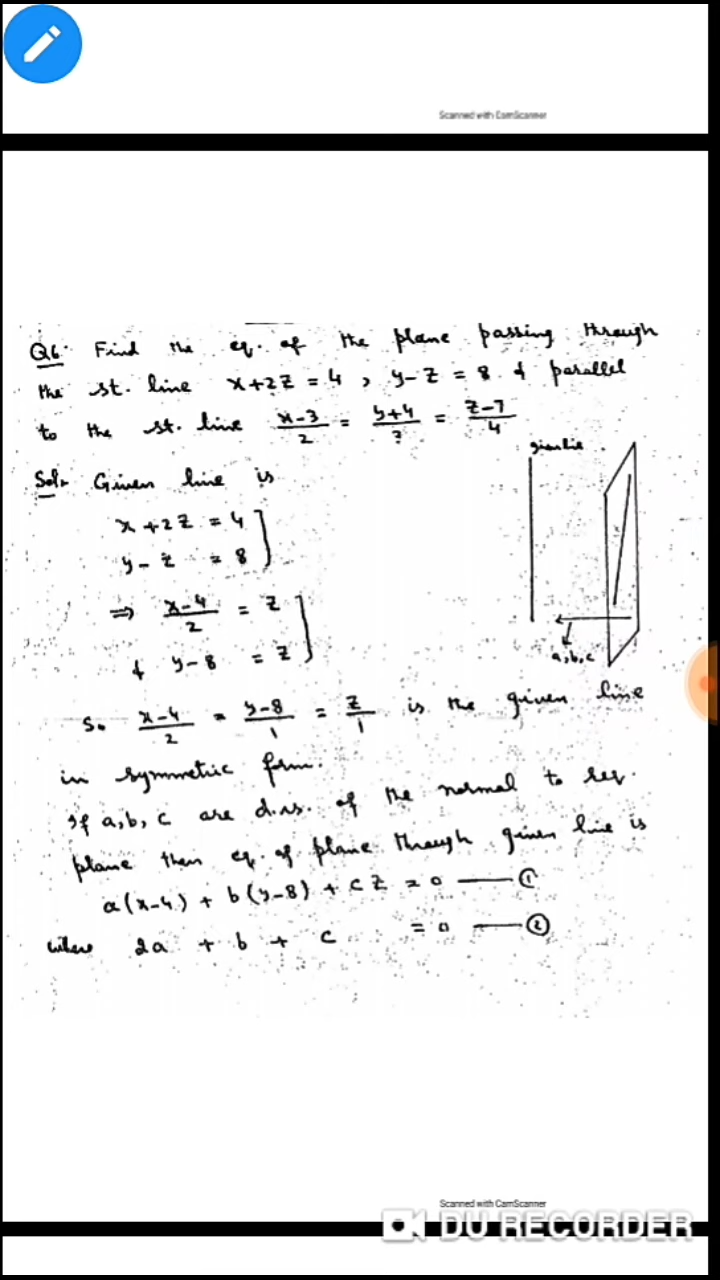 Scanned with CamScanner
Q6. Find the eq. of the plane passing through
the st. line x+2z = 4, y-z = 8 & parallel
to the st. line (x-3)/2 = (y+4)/3 = (z-7)/4
Sol. Given line is
given line
x+2z = 4
y-z = 8
⇒ (x-4)/2 = z
& y-8 = z
a,b,c
So (x-4)/2 = (y-8)/1 = z/1 is the given line
in symmetric form.
If a,b,c are d.rs. of the normal to req.
plane then eq. of plane through given line is
a(x-4) + b(y-8) + cz = 0 — ①
where 2a + b + c = 0 — ②
Scanned with CamScanner
DU RECORDER